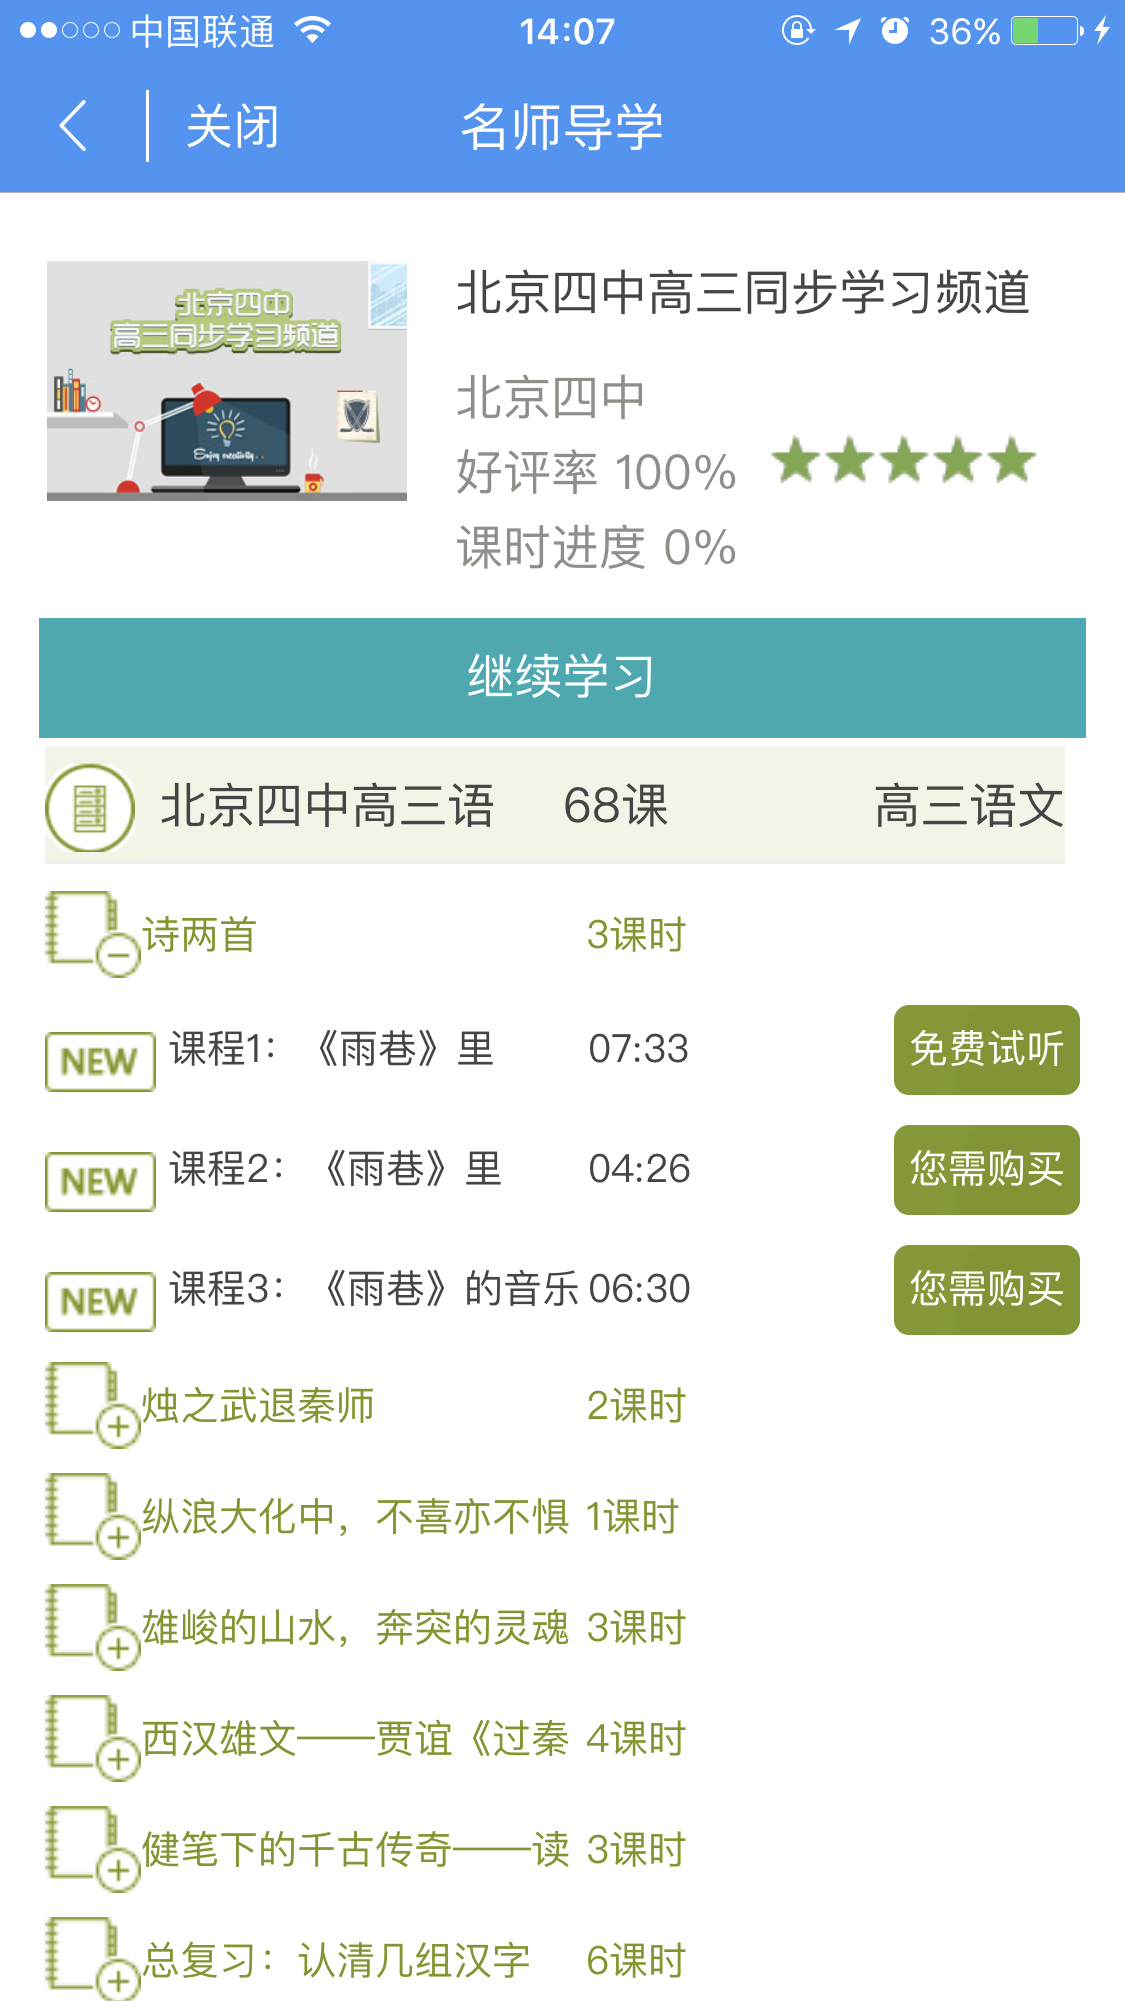 中国联通 14:07 36%
关闭 名师导学
北京四中
高三同步学习频道
Enjoy creativity...
北京四中高三同步学习频道
北京四中
好评率 100%
课时进度 0%
继续学习
北京四中高三语 68课 高三语文
诗两首 3课时
NEW 课程1：《雨巷》里 07:33 免费试听
NEW 课程2：《雨巷》里 04:26 您需购买
NEW 课程3：《雨巷》的音乐 06:30 您需购买
烛之武退秦师 2课时
纵浪大化中，不喜亦不惧 1课时
雄峻的山水，奔突的灵魂 3课时
西汉雄文——贾谊《过秦 4课时
健笔下的千古传奇——读 3课时
总复习：认清几组汉字 6课时